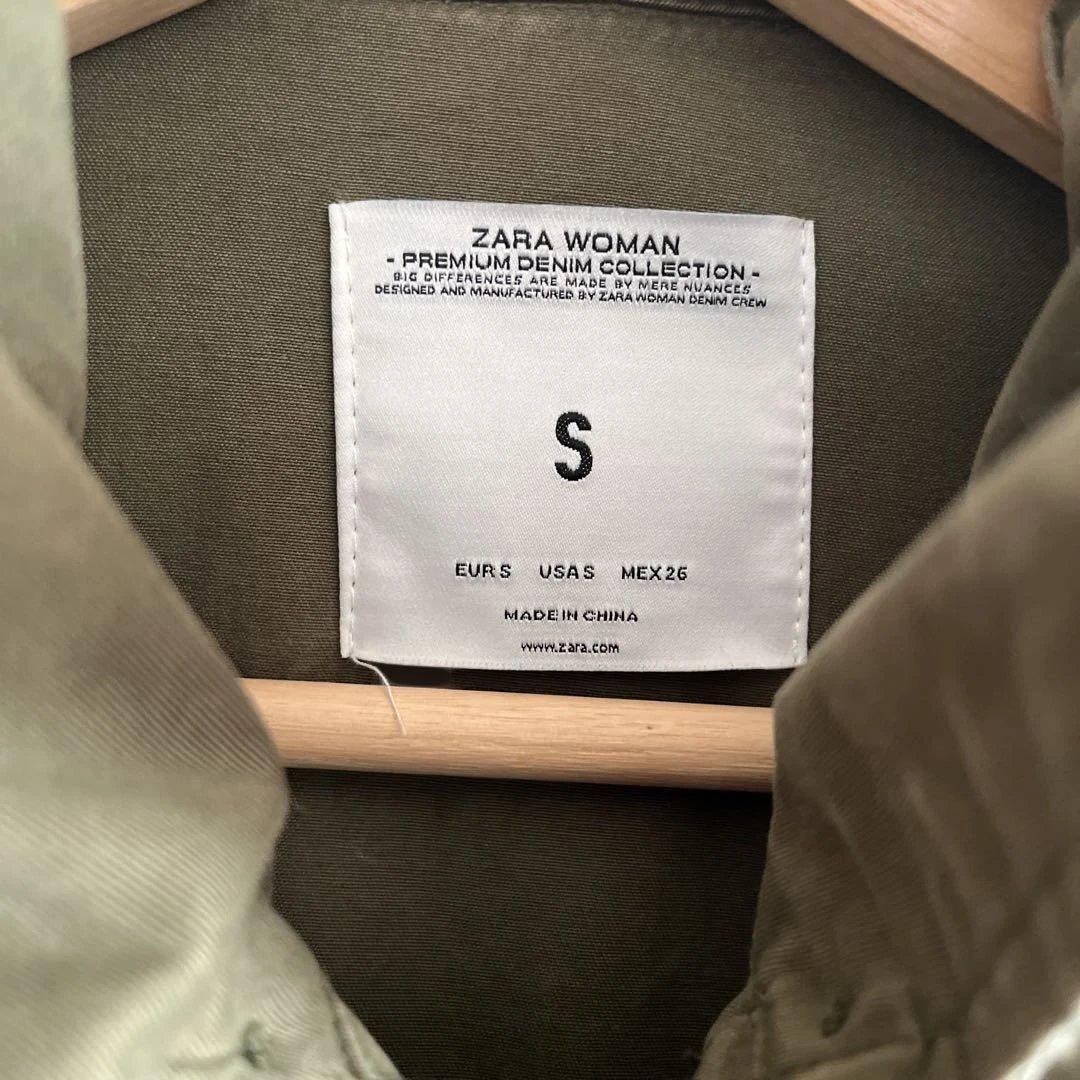 ZARA WOMAN
- PREMIUM DENIM COLLECTION -
BIG DIFFERENCES ARE MADE BY MERE NUANCES
DESIGNED AND MANUFACTURED BY ZARA WOMAN DENIM CREW
S
EUR S USA S MEX 26
MADE IN CHINA
www.zara.com